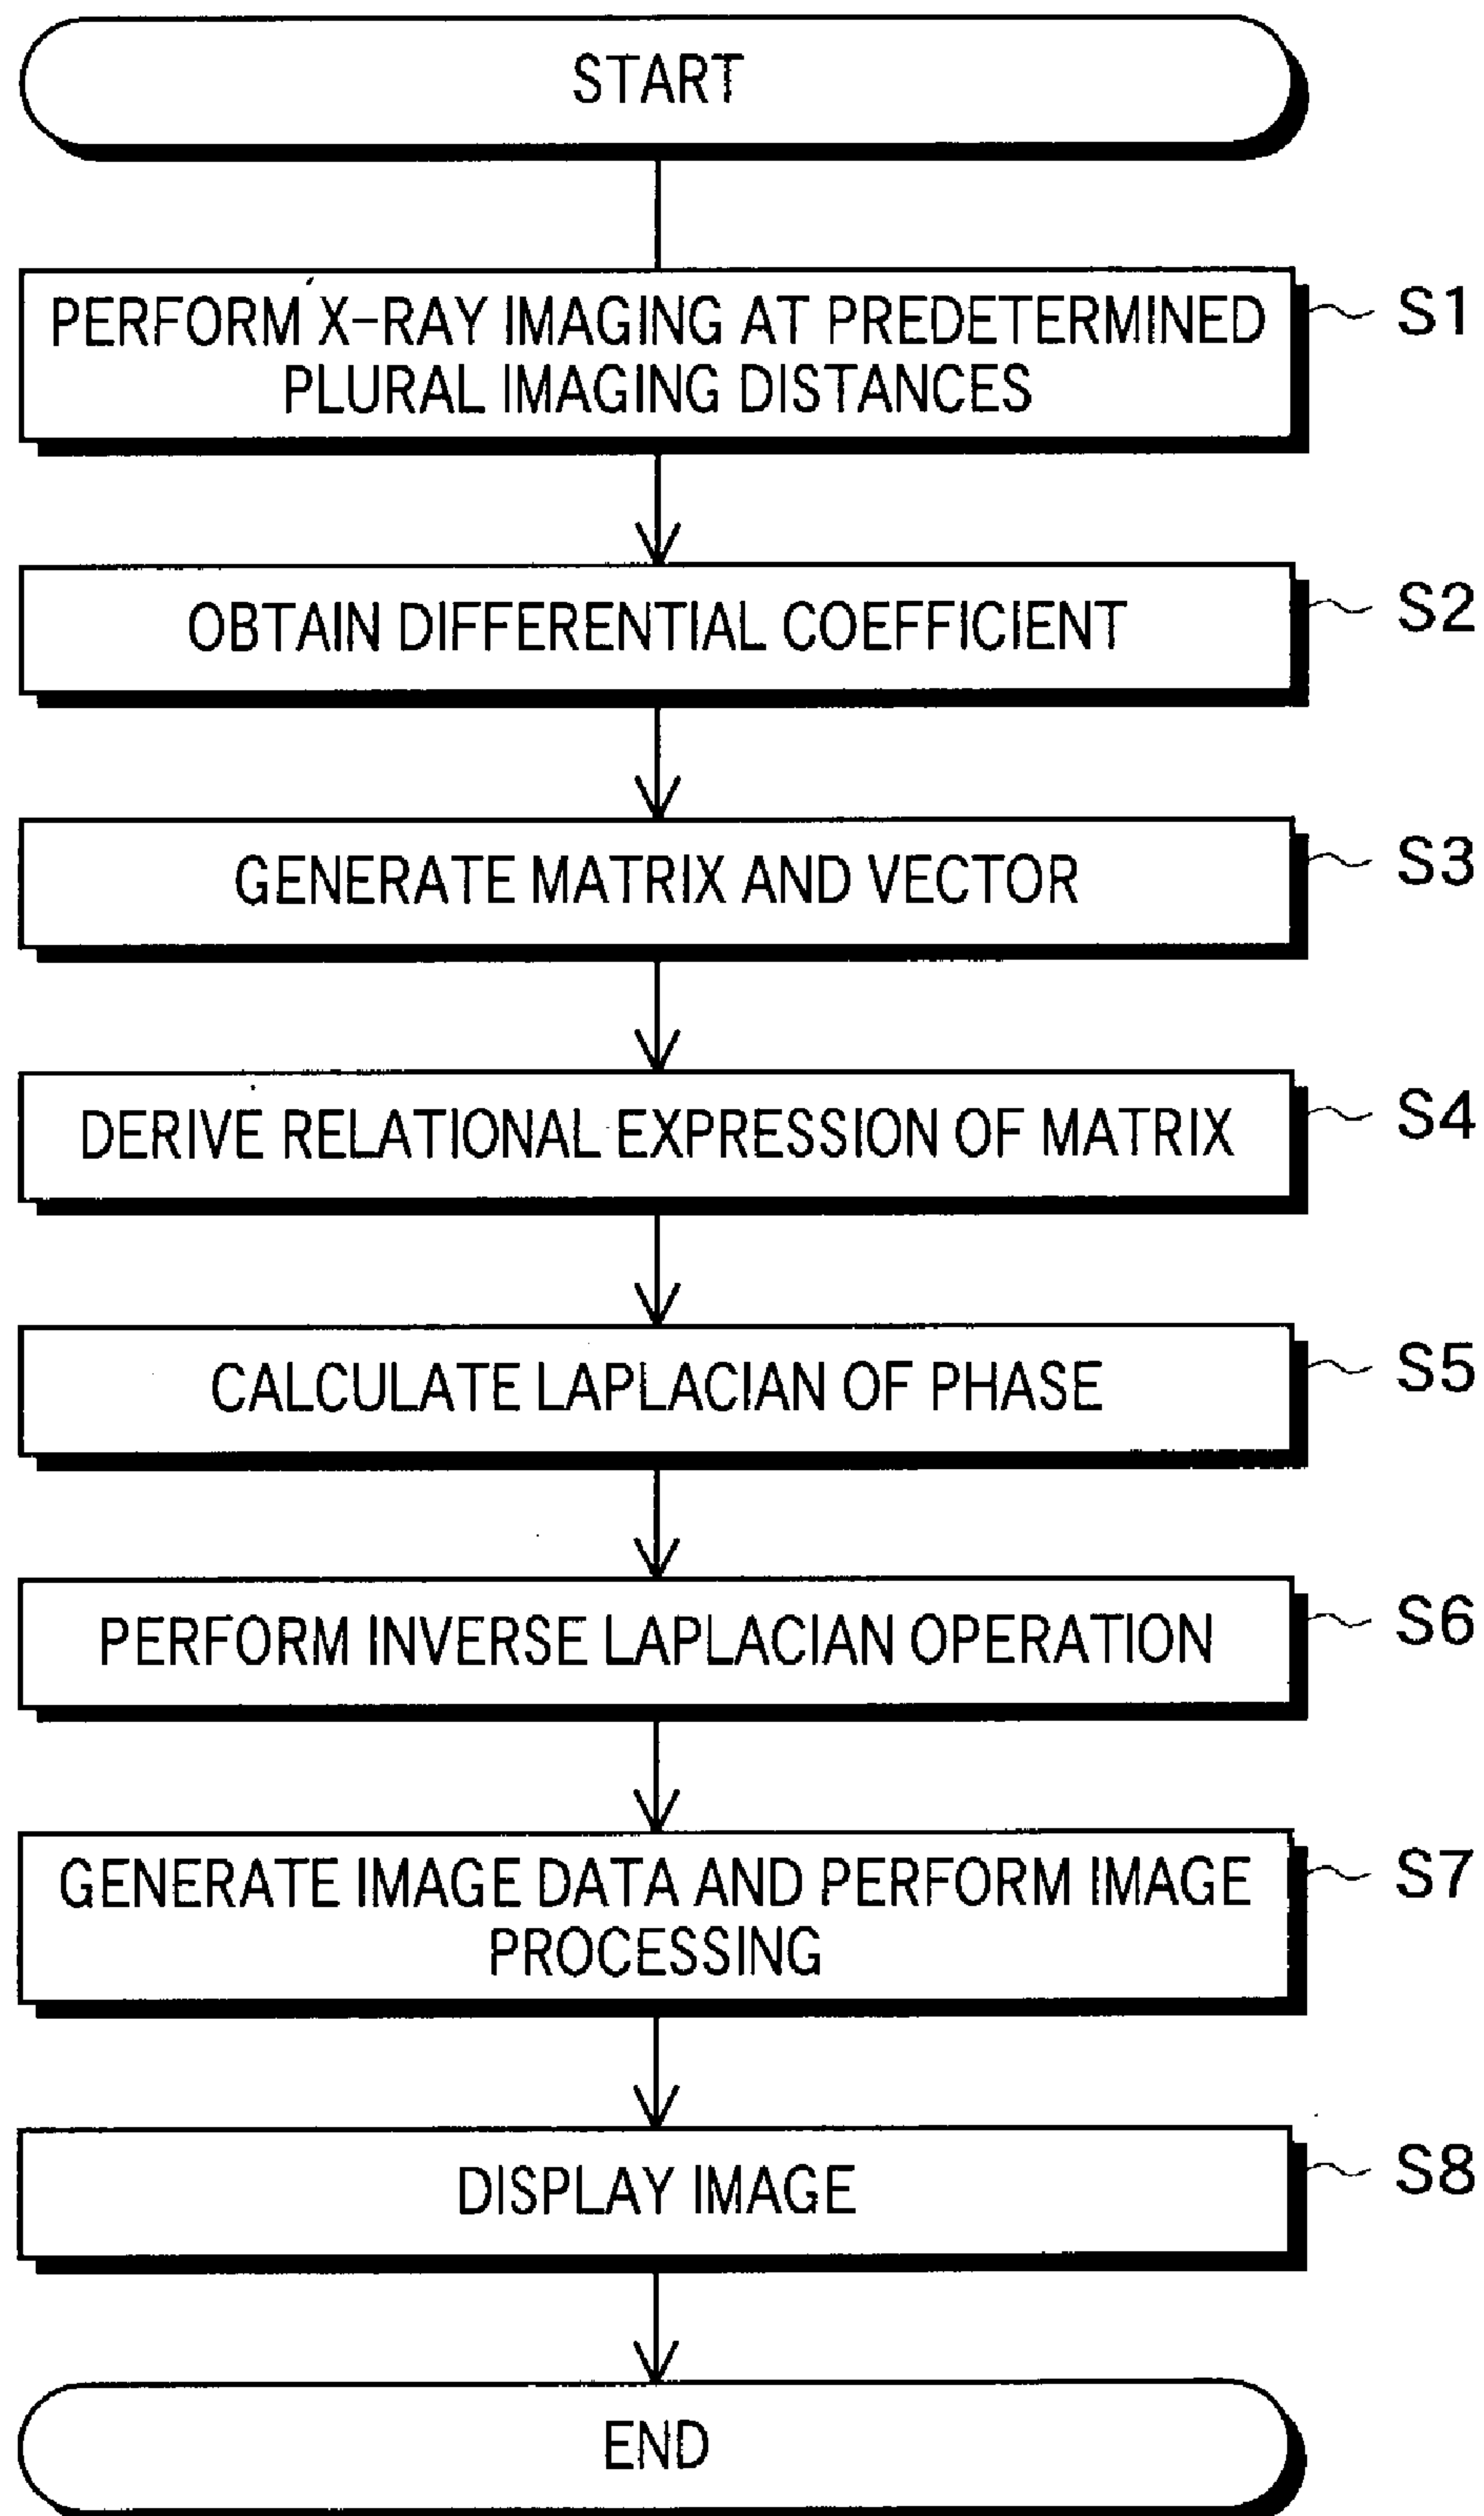 START
PERFORM X-RAY IMAGING AT PREDETERMINED
PLURAL IMAGING DISTANCES
S1
OBTAIN DIFFERENTIAL COEFFICIENT
S2
GENERATE MATRIX AND VECTOR
S3
DERIVE RELATIONAL EXPRESSION OF MATRIX
S4
CALCULATE LAPLACIAN OF PHASE
S5
PERFORM INVERSE LAPLACIAN OPERATION
S6
GENERATE IMAGE DATA AND PERFORM IMAGE
PROCESSING
S7
DISPLAY IMAGE
S8
END